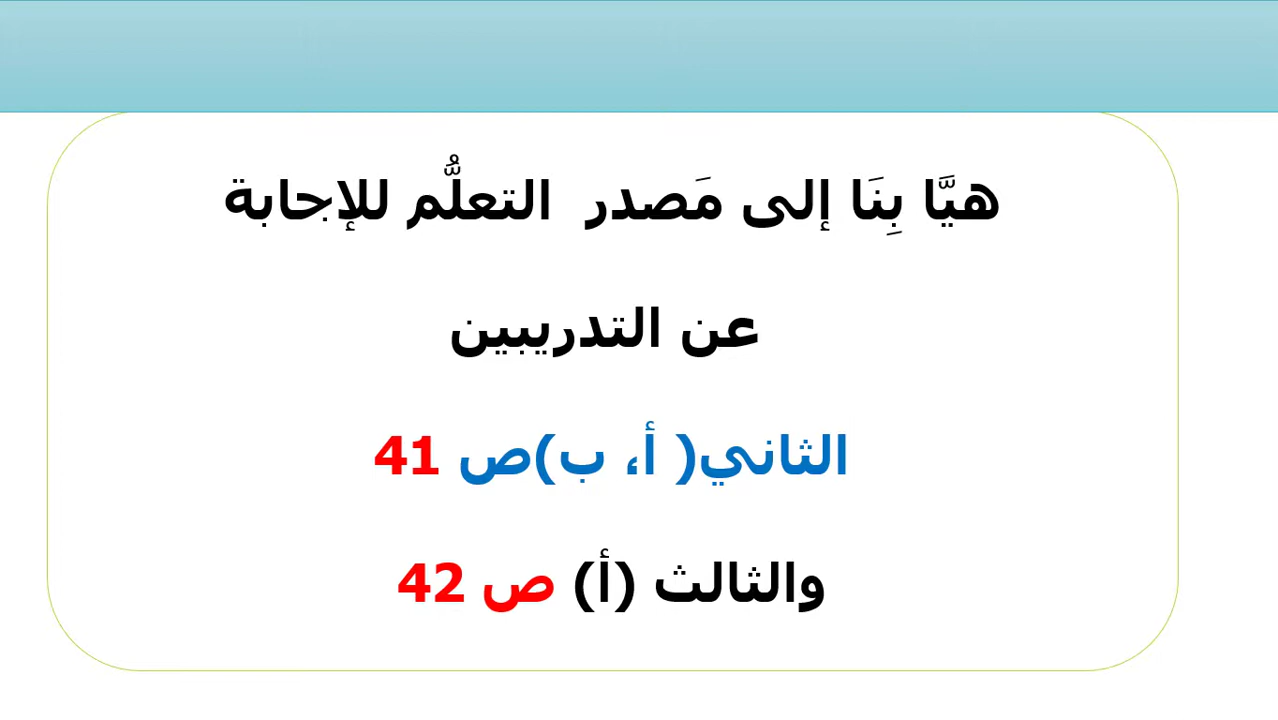 هيَّا بِنَا إلى مَصدر التعلُّم للإجابة
عن التدريبين
الثاني( أ، ب)ص 41
والثالث (أ) ص 42